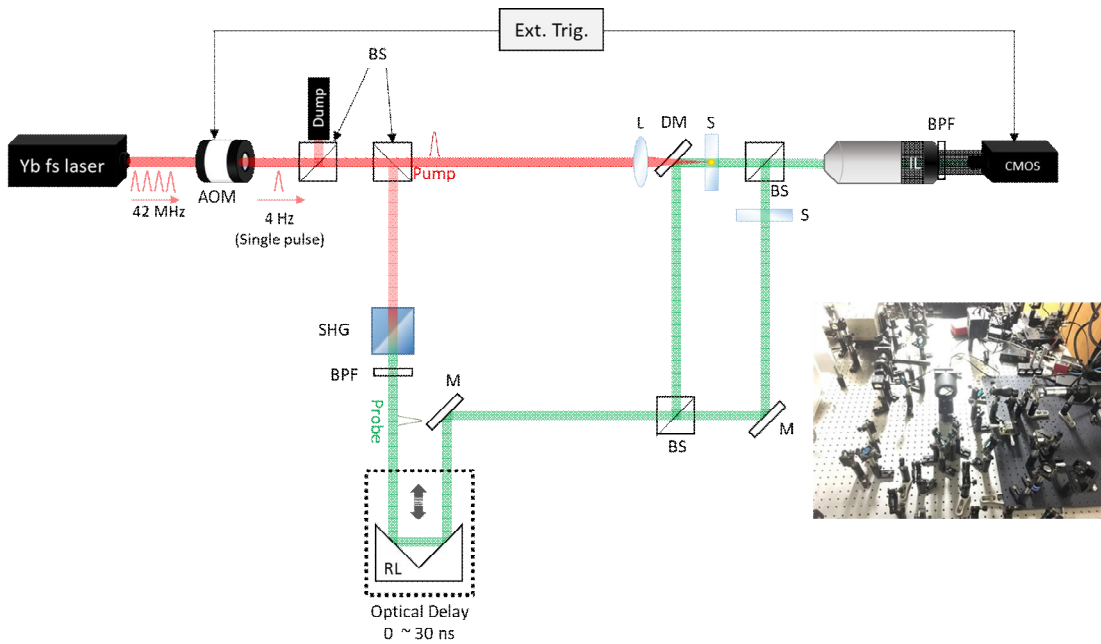 Ext. Trig.
BS
Dump
L
DM
S
BPF
Yb fs laser
AOM
Pump
BS
IL
CMOS
42 MHz
4 Hz
(Single pulse)
S
SHG
BPF
M
Probe
BS
M
RL
Optical Delay
0 ~ 30 ns